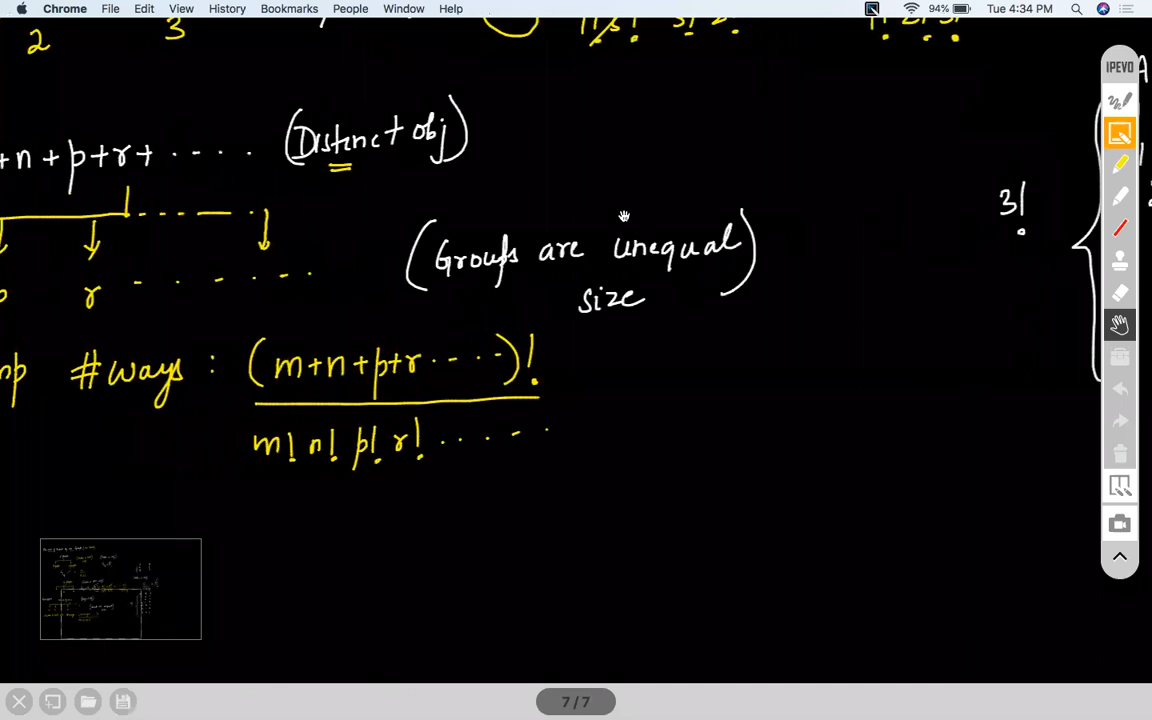 Chrome File Edit View History Bookmarks People Window Help 94% Tue 4:34 PM
2 3
IPEVO
+n+p+r+ ..... (Distinct obj)
3!
(Groups are unequal
size)
r
#ways : (m+n+p+r.....)!
m! n! p! r! .....
7/7